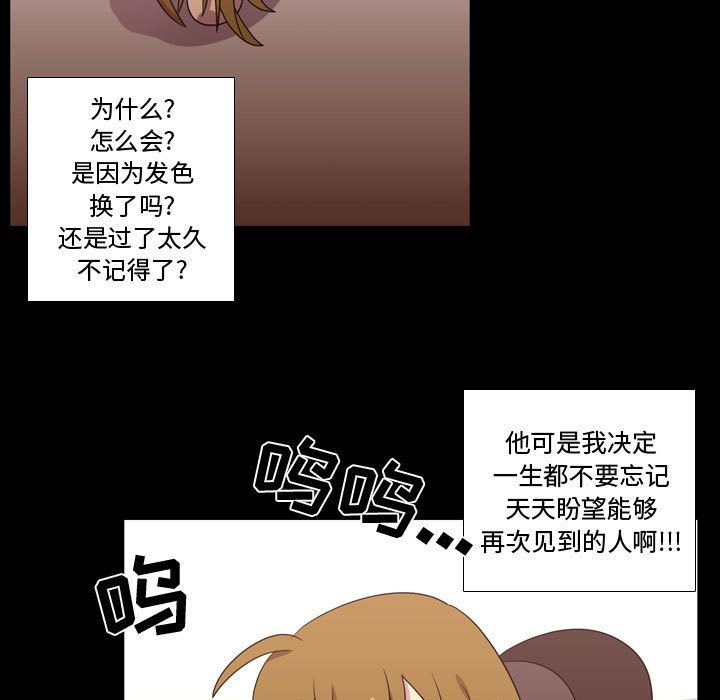 为什么?
怎么会?
是因为发色
换了吗?
还是过了太久
不记得了?
他可是我决定
一生都不要忘记
天天盼望能够
再次见到的人啊!!!
呜呜...
呜